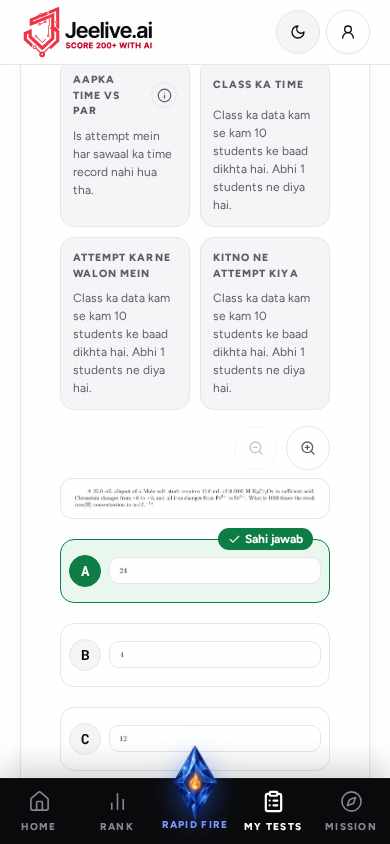 Jeelive.ai
SCORE 200+ WITH AI
AAPKA
TIME VS
PAR
Is attempt mein
har sawaal ka time
record nahi hua
tha.
CLASS KA TIME
Class ka data kam
se kam 10
students ke baad
dikhta hai. Abhi 1
students ne diya
hai.
ATTEMPT KARNE
WALON MEIN
Class ka data kam
se kam 10
students ke baad
dikhta hai. Abhi 1
students ne diya
hai.
KITNO NE
ATTEMPT KIYA
Class ka data kam
se kam 10
students ke baad
dikhta hai. Abhi 1
students ne diya
hai.
Sahi jawab
A
24
B
4
C
12
HOME
RANK
RAPID FIRE
MY TESTS
MISSION